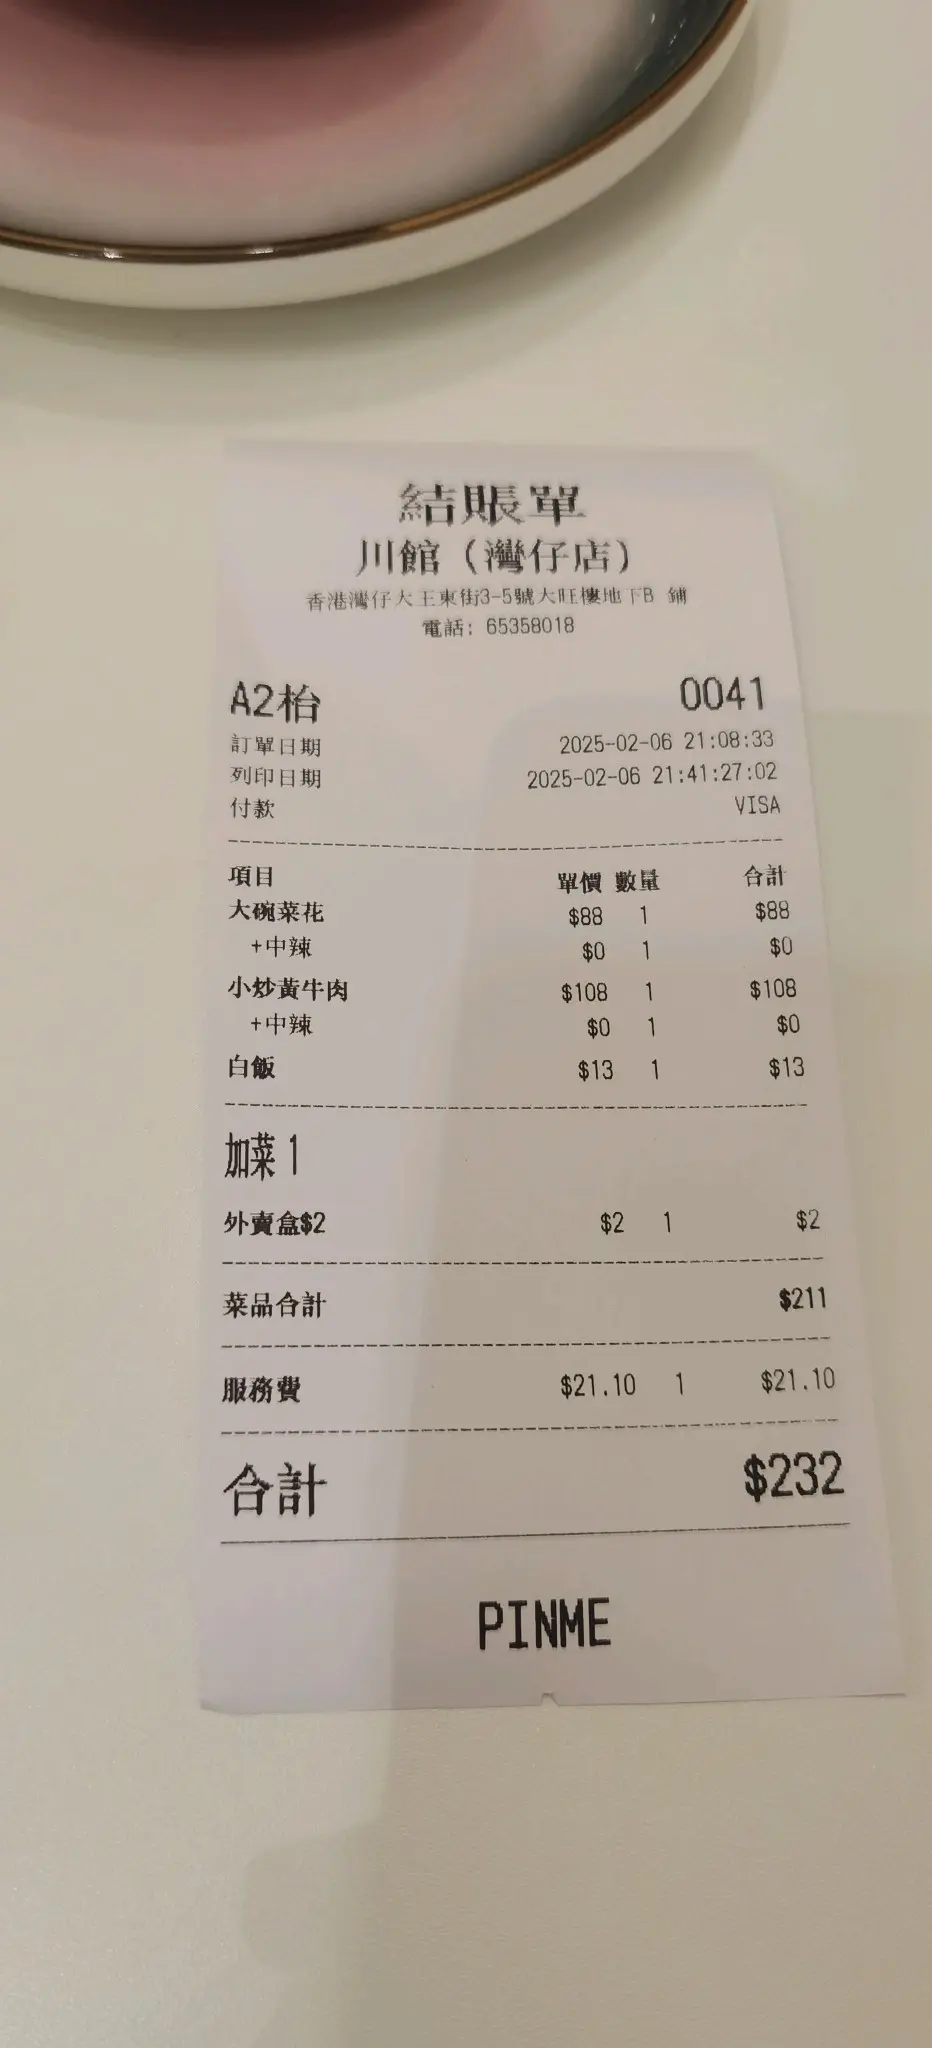 結賬單
川館（灣仔店）
香港灣仔大王東街3-5號大旺樓地下B 鋪
電話: 65358018
A2枱 0041
訂單日期 2025-02-06 21:08:33
列印日期 2025-02-06 21:41:27:02
付款 VISA
項目 單價 數量 合計
大碗菜花 $88 1 $88
+中辣 $0 1 $0
小炒黃牛肉 $108 1 $108
+中辣 $0 1 $0
白飯 $13 1 $13
加菜 1
外賣盒$2 $2 1 $2
菜品合計 $211
服務費 $21.10 1 $21.10
合計 $232
PINME